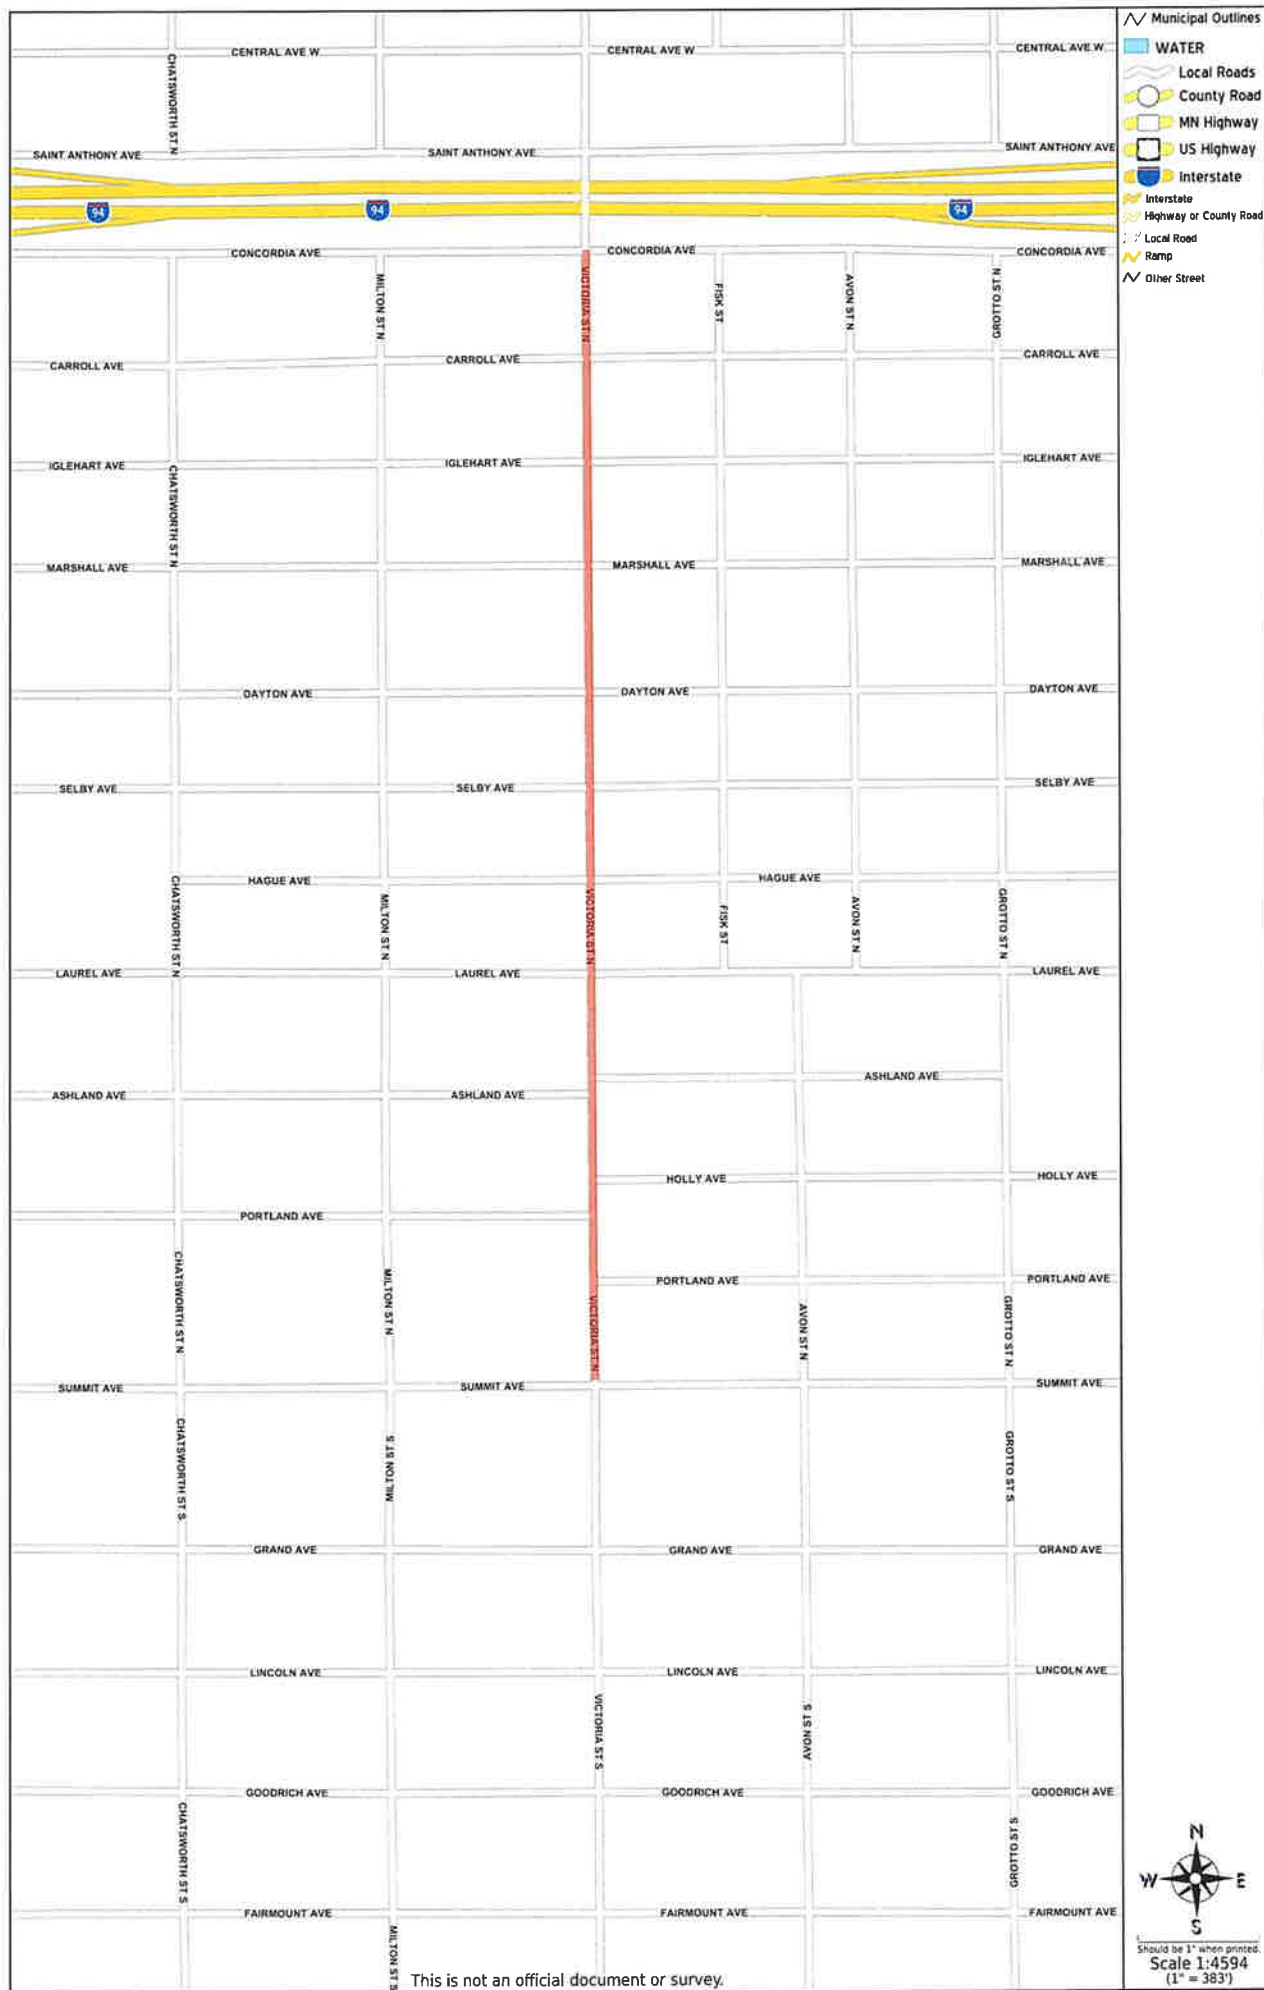 Municipal Outlines
WATER
Local Roads
County Road
MN Highway
US Highway
Interstate
Interstate
Highway or County Road
Local Road
Ramp
Other Street
CENTRAL AVE W
CENTRAL AVE W
CENTRAL AVE W
CHATSWORTH ST N
SAINT ANTHONY AVE
SAINT ANTHONY AVE
SAINT ANTHONY AVE
94
94
94
CONCORDIA AVE
CONCORDIA AVE
CONCORDIA AVE
MILTON ST N
VICTORIA ST N
FISK ST
AVON ST N
GROTTO ST N
CARROLL AVE
CARROLL AVE
CARROLL AVE
IGLEHART AVE
IGLEHART AVE
IGLEHART AVE
CHATSWORTH ST N
MARSHALL AVE
MARSHALL AVE
MARSHALL AVE
DAYTON AVE
DAYTON AVE
DAYTON AVE
SELBY AVE
SELBY AVE
SELBY AVE
HAGUE AVE
HAGUE AVE
CHATSWORTH ST N
MILTON ST N
VICTORIA ST N
FISK ST
AVON ST N
GROTTO ST N
LAUREL AVE
LAUREL AVE
LAUREL AVE
ASHLAND AVE
ASHLAND AVE
ASHLAND AVE
HOLLY AVE
HOLLY AVE
PORTLAND AVE
PORTLAND AVE
PORTLAND AVE
CHATSWORTH ST N
MILTON ST N
VICTORIA ST N
AVON ST N
GROTTO ST N
SUMMIT AVE
SUMMIT AVE
SUMMIT AVE
CHATSWORTH ST S
MILTON ST S
GROTTO ST S
GRAND AVE
GRAND AVE
GRAND AVE
LINCOLN AVE
LINCOLN AVE
LINCOLN AVE
VICTORIA ST S
AVON ST S
GOODRICH AVE
GOODRICH AVE
GOODRICH AVE
CHATSWORTH ST S
GROTTO ST S
FAIRMOUNT AVE
FAIRMOUNT AVE
FAIRMOUNT AVE
MILTON ST S
This is not an official document or survey.
N
W
E
S
Should be 1" when printed.
Scale 1:4594
(1" = 383')